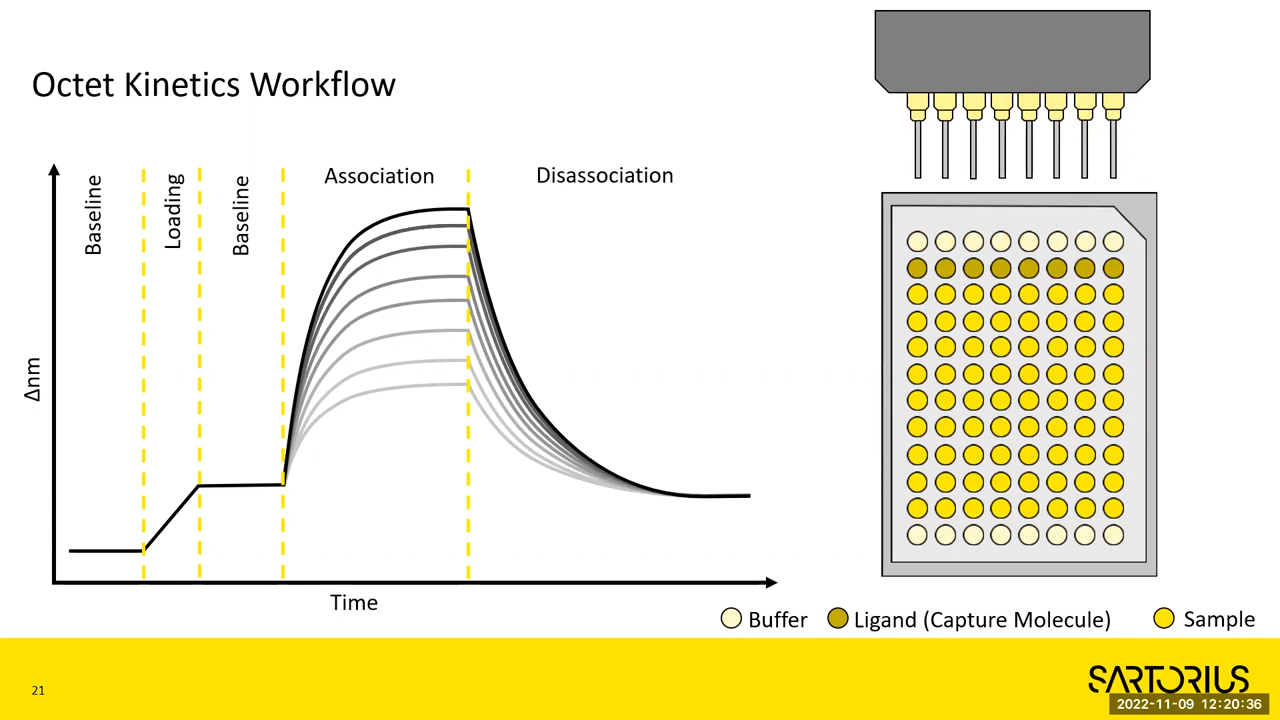 Octet Kinetics Workflow
Baseline
Loading
Baseline
Association
Disassociation
Δnm
Time
Buffer
Ligand (Capture Molecule)
Sample
21
SARTORIUS
2022-11-09 12:20:36